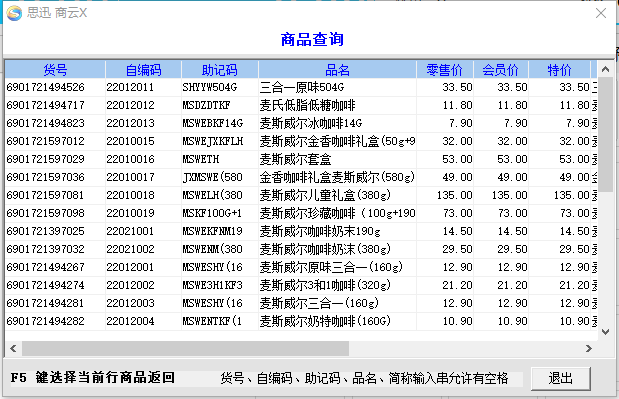 思迅 商云X
商品查询
货号 自编码 助记码 品名 零售价 会员价 特价
6901721494526 22012011 SHYYW504G 三合一原味504G 33.50 33.50 33.50
6901721494717 22012012 MSDZDTKF 麦氏低脂低糖咖啡 11.80 11.80 11.80
6901721494823 22012013 MSWEBKF14G 麦斯威尔冰咖啡14G 7.90 7.90 7.90
6901721597012 22010015 MSWEJXKFLH 麦斯威尔金香咖啡礼盒(50g+9 32.00 32.00 32.00
6901721597029 22010016 MSWETH 麦斯威尔套盒 53.00 53.00 53.00
6901721597036 22010017 JXMSWE(580 金香咖啡礼盒麦斯威尔(580g) 49.00 49.00 49.00
6901721597081 22010018 MSWELH(380 麦斯威尔儿童礼盒(380g) 135.00 135.00 135.00
6901721597098 22010019 MSKF100G+1 麦斯威尔珍藏咖啡（100g+190 73.00 73.00 73.00
6901721397025 22021001 MSWEKFNM19 麦斯威尔咖啡奶末190g 14.50 14.50 14.50
6901721397032 22021002 MSWENM(380 麦斯威尔咖啡奶沫(380g) 29.50 29.50 29.50
6901721494267 22012001 MSWESHY(16 麦斯威尔原味三合一(160g) 12.90 12.90 12.90
6901721494274 22012002 MSWE3H1KF3 麦斯威尔3和1咖啡(320g) 21.20 21.20 21.20
6901721494281 22012003 MSWESHY(16 麦斯威尔三合一(160g) 12.90 12.90 12.90
6901721494282 22012004 MSWENTKF(1 麦斯威尔奶特咖啡(160G) 10.90 10.90 10.90
F5 键选择当前行商品返回 货号、自编码、助记码、品名、简称输入串允许有空格 退出